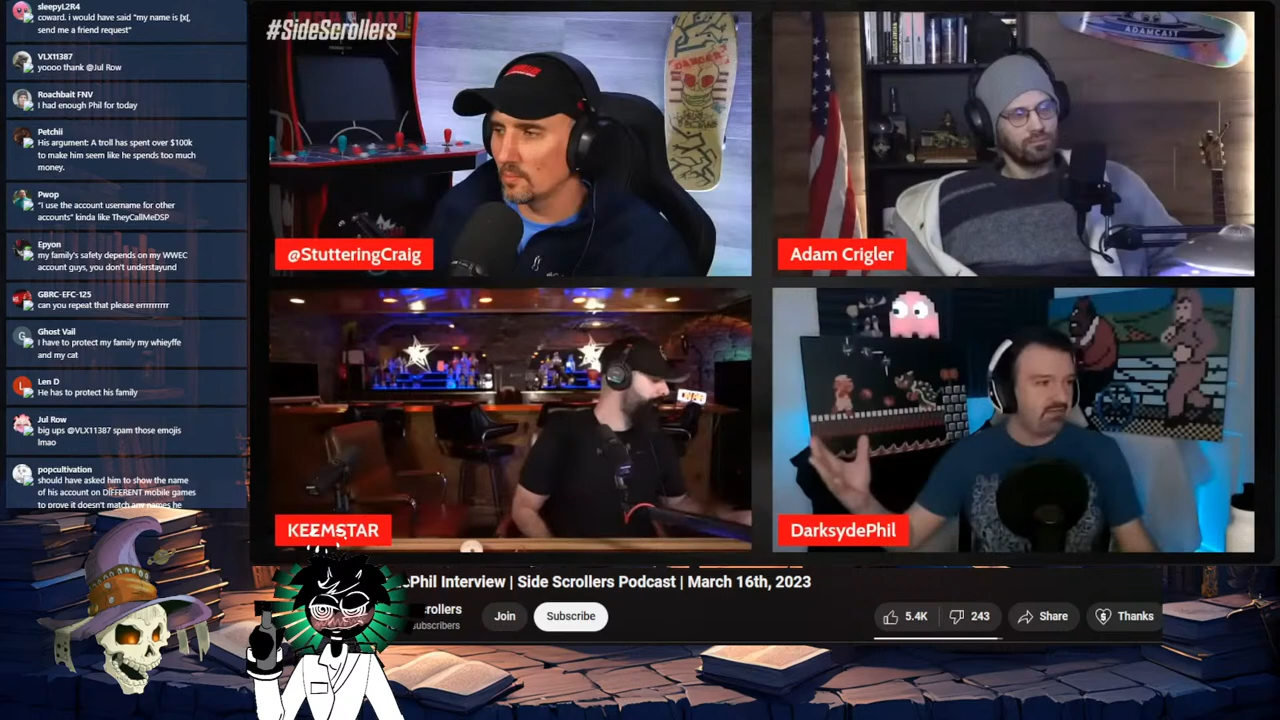 sleepyL2R4
coward. i would have said "my name is [x[,
send me a friend request"
VLX11387
yoooo thank @Jul Row
Roachbait FNV
I had enough Phil for today
Petchii
His argument: A troll has spent over $100k
to make him seem like he spends too much
money.
Pwop
"I use the account username for other
accounts" kinda like TheyCallMeDSP
Epyon
my family's safety depends on my WWEC
account guys, you don't understayund
GBRC-EFC-125
can you repeat that please errrrrrrrr
Ghost Vail
I have to protect my family my whieyffe
and my cat
Len D
He has to protect his family
Jul Row
big ups @VLX11387 spam those emojis
lmao
popcultivation
should have asked him to show the name
of his account on DIFFERENT mobile games
to prove it doesn't match any names he
#SideScrollers
@StutteringCraig
ADAMCAST
Adam Crigler
KEEMSTAR
DarksydePhil
Phil Interview | Side Scrollers Podcast | March 16th, 2023
crollers
ubscribers
Join
Subscribe
5.4K
243
Share
Thanks